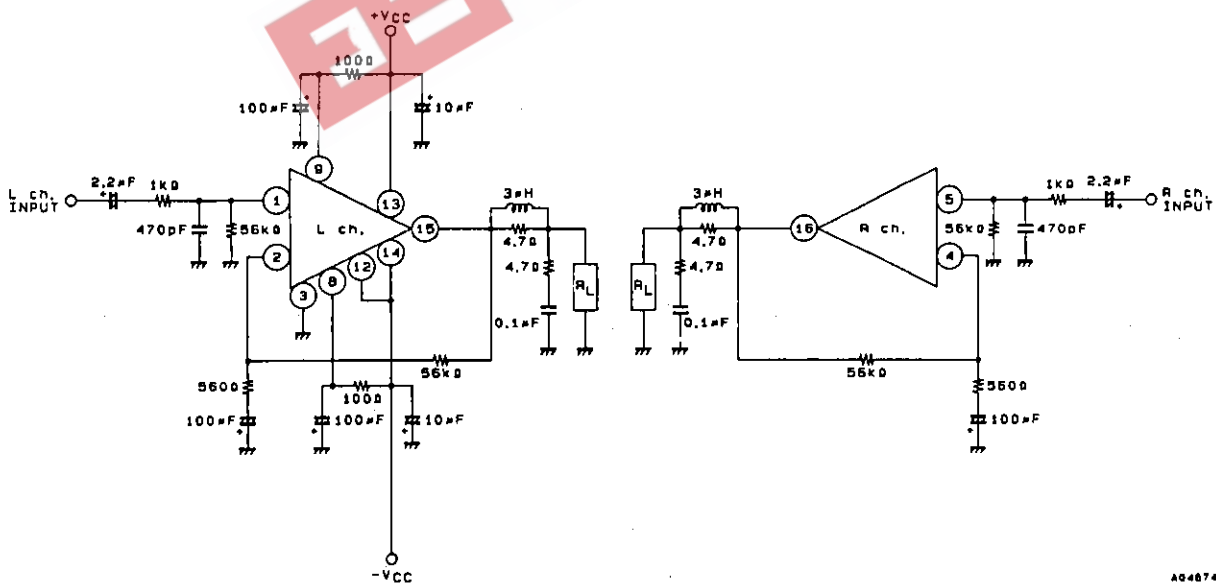 +VCC
100Ω
100μF
+
10μF
+
9
13
L ch.
INPUT
2.2μF
+
1kΩ
470pF
56kΩ
1
2
3
8
12
14
15
L ch.
3μH
4.7Ω
4.7Ω
0.1μF
RL
56kΩ
560Ω
100μF
+
100Ω
100μF
+
10μF
+
-VCC
3μH
4.7Ω
4.7Ω
0.1μF
RL
16
R ch.
5
4
56kΩ
470pF
1kΩ
2.2μF
+
R ch.
INPUT
56kΩ
560Ω
100μF
+